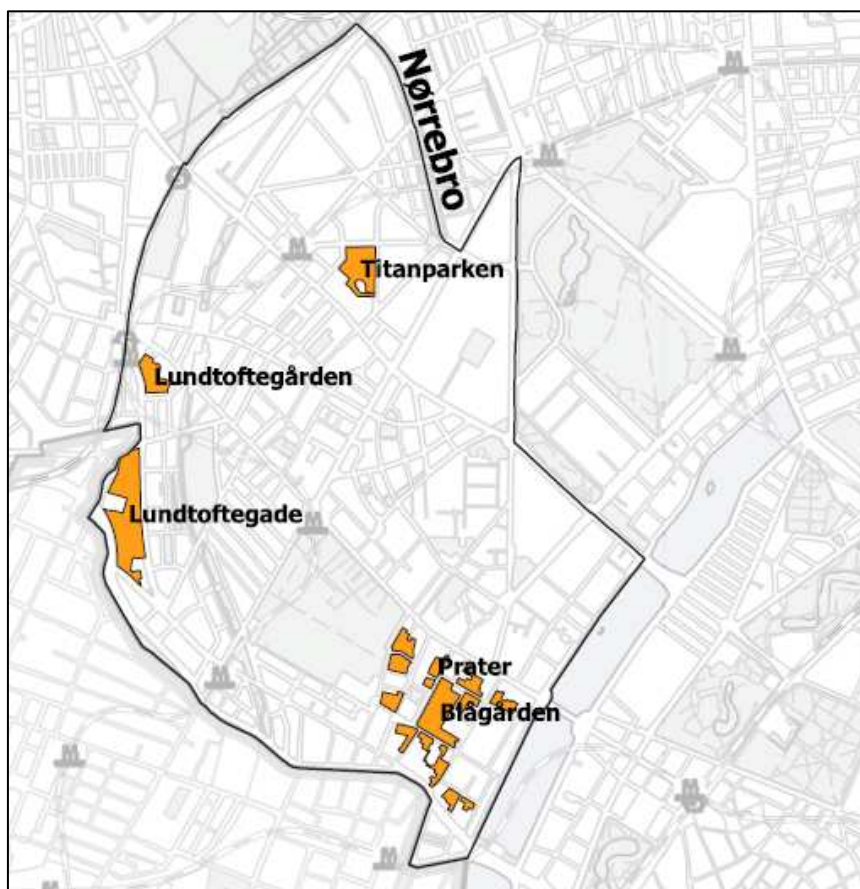 Nørrebro
Titanparken
Lundtoftegården
Lundtoftegade
Prater
Blågården